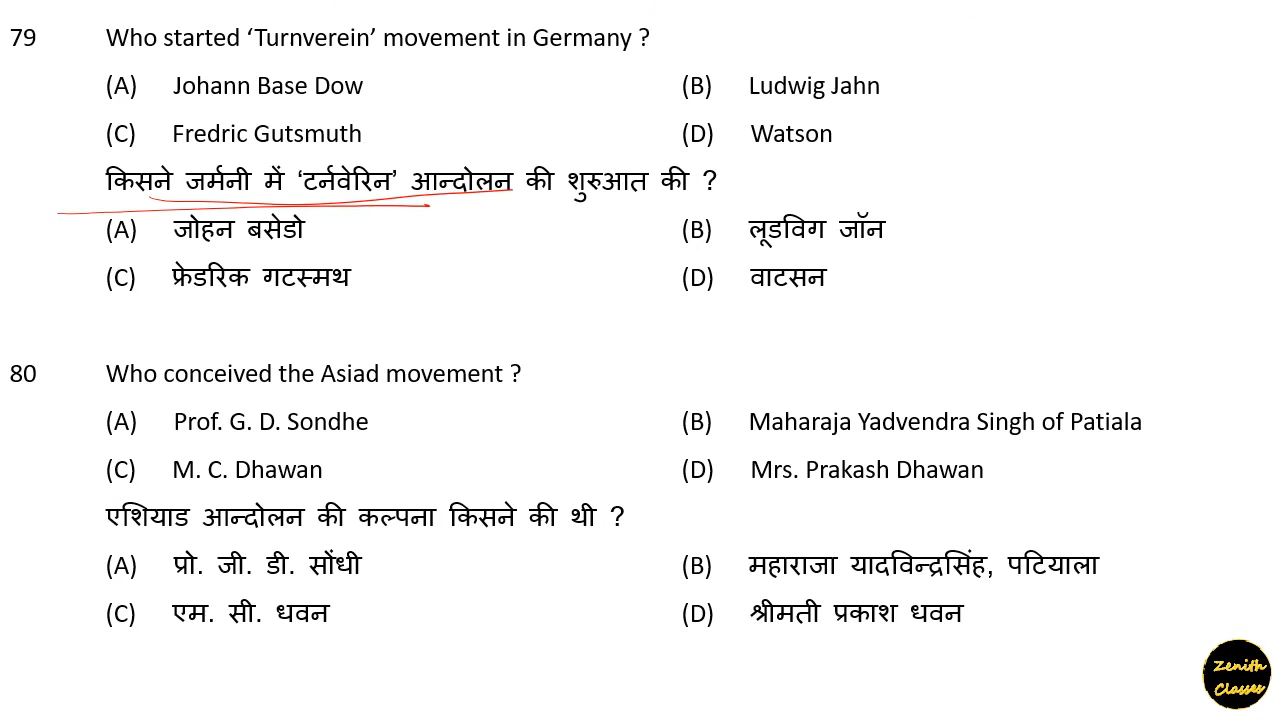 79 Who started ‘Turnverein’ movement in Germany ?
(A) Johann Base Dow (B) Ludwig Jahn
(C) Fredric Gutsmuth (D) Watson
किसने जर्मनी में ‘टर्नवेरिन’ आन्दोलन की शुरुआत की ?
(A) जोहन बसेडो (B) लूडविग जॉन
(C) फ्रेडरिक गटस्मथ (D) वाटसन
80 Who conceived the Asiad movement ?
(A) Prof. G. D. Sondhe (B) Maharaja Yadvendra Singh of Patiala
(C) M. C. Dhawan (D) Mrs. Prakash Dhawan
एशियाड आन्दोलन की कल्पना किसने की थी ?
(A) प्रो. जी. डी. सोंधी (B) महाराजा यादविन्द्रसिंह, पटियाला
(C) एम. सी. धवन (D) श्रीमती प्रकाश धवन
Zenith
Classes